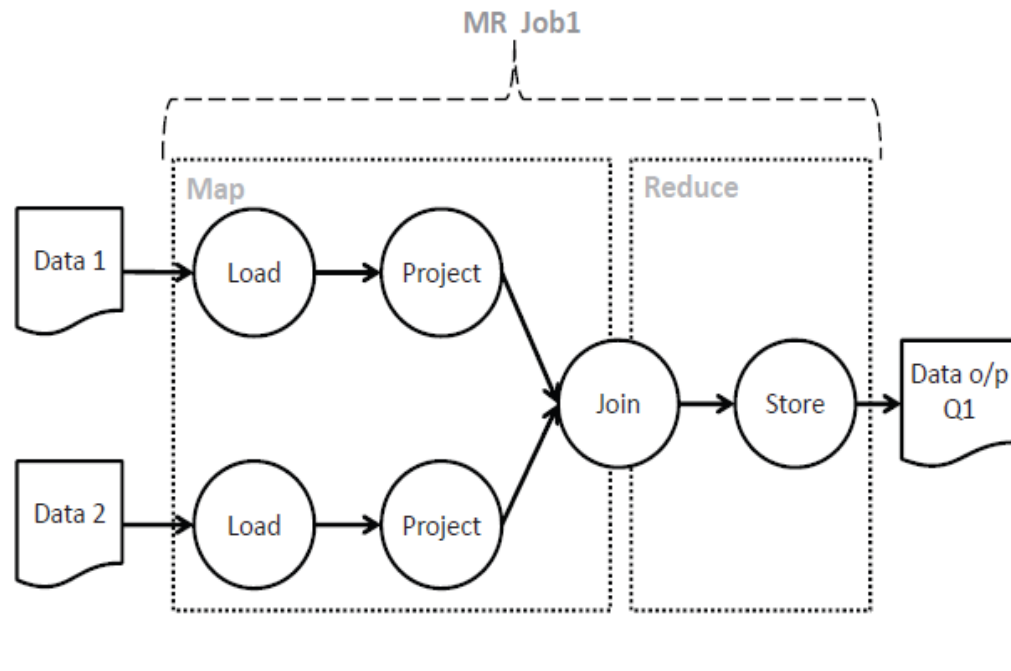 MR Job1
Map
Reduce
Data 1
Load
Project
Join
Store
Data o/p
Q1
Data 2
Load
Project